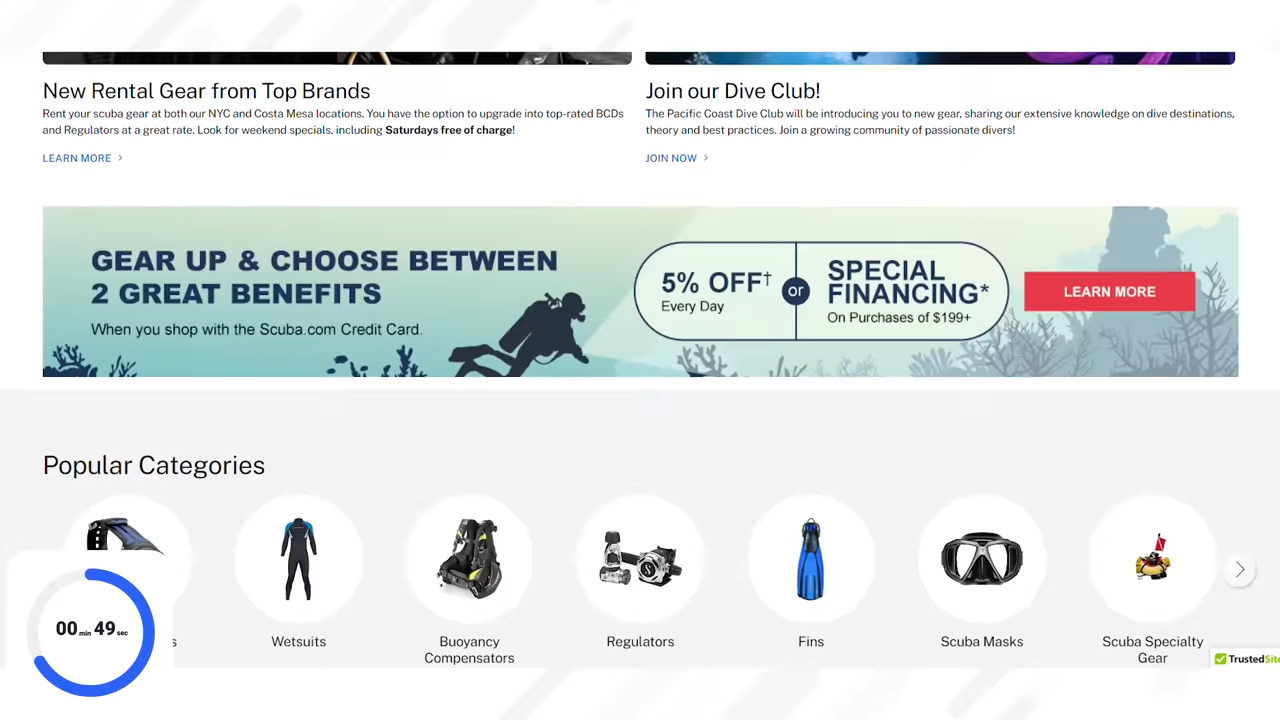 New Rental Gear from Top Brands
Rent your scuba gear at both our NYC and Costa Mesa locations. You have the option to upgrade into top-rated BCDs
and Regulators at a great rate. Look for weekend specials, including Saturdays free of charge!
LEARN MORE >
Join our Dive Club!
The Pacific Coast Dive Club will be introducing you to new gear, sharing our extensive knowledge on dive destinations,
theory and best practices. Join a growing community of passionate divers!
JOIN NOW >
GEAR UP & CHOOSE BETWEEN
2 GREAT BENEFITS
When you shop with the Scuba.com Credit Card.
5% OFF†
Every Day
or
SPECIAL
FINANCING*
On Purchases of $199+
LEARN MORE
Popular Categories
Wetsuits
Buoyancy
Compensators
Regulators
Fins
Scuba Masks
Scuba Specialty
Gear
00 min 49 sec
TrustedSite